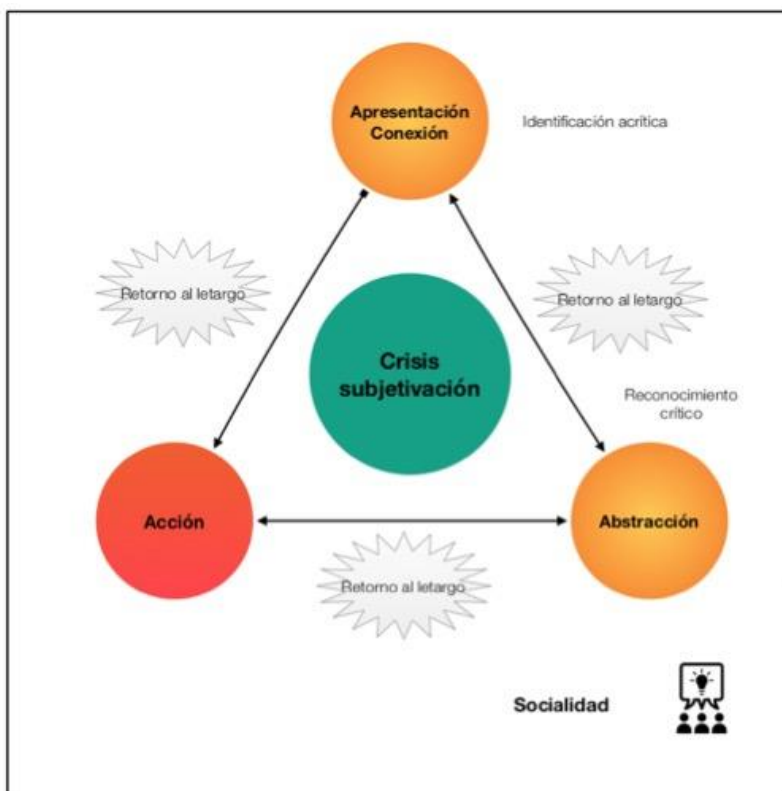 Apresentación
Conexión
Identificación acrítica
Retorno al letargo
Retorno al letargo
Crisis
subjetivación
Reconocimiento
crítico
Acción
Abstracción
Retorno al letargo
Socialidad